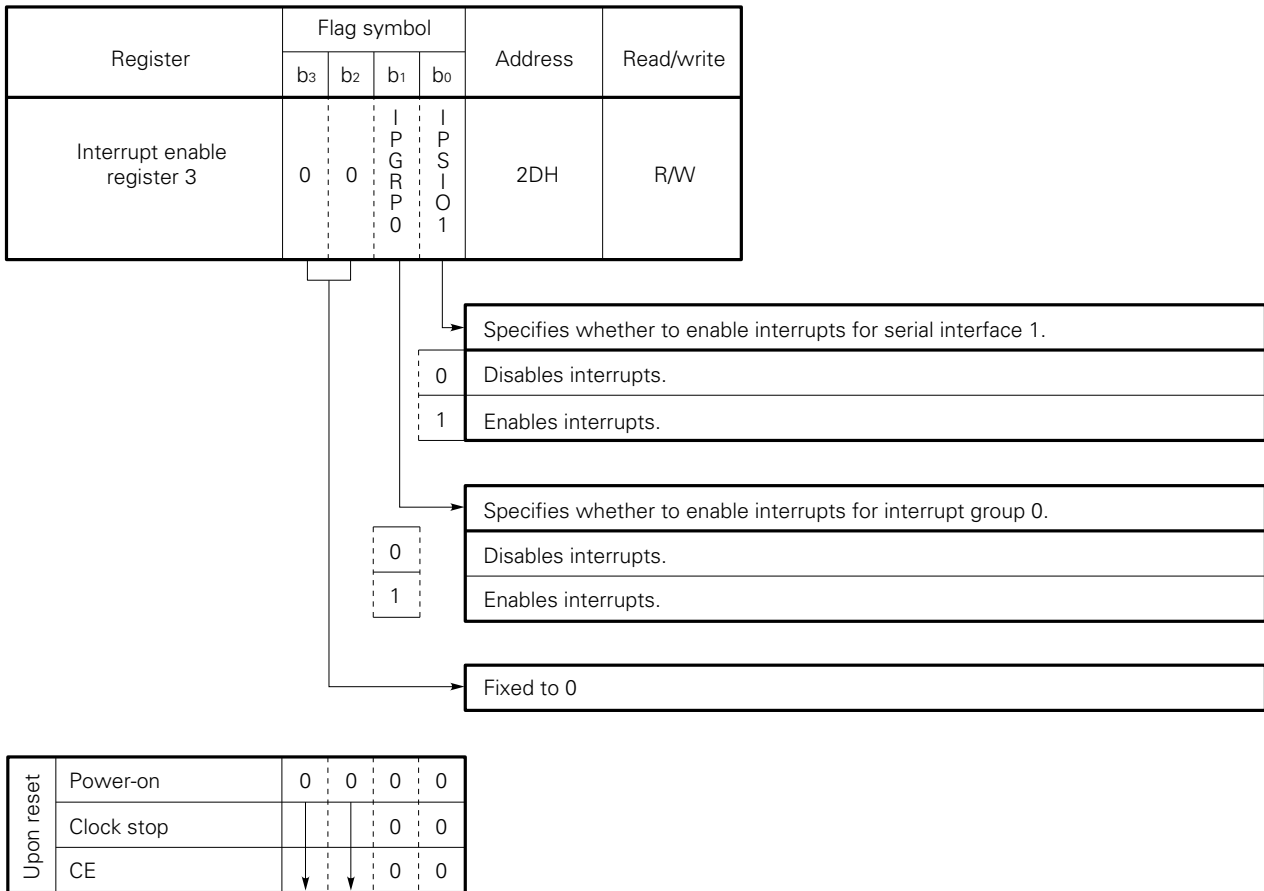 Register Flag symbol Address Read/write
b3 b2 b1 b0
Interrupt enable register 3 0 0 IPGRP0 IPSIO1 2DH R/W
Specifies whether to enable interrupts for serial interface 1.
0 Disables interrupts.
1 Enables interrupts.
Specifies whether to enable interrupts for interrupt group 0.
0 Disables interrupts.
1 Enables interrupts.
Fixed to 0
Upon reset
Power-on 0 0 0 0
Clock stop 0 0
CE 0 0